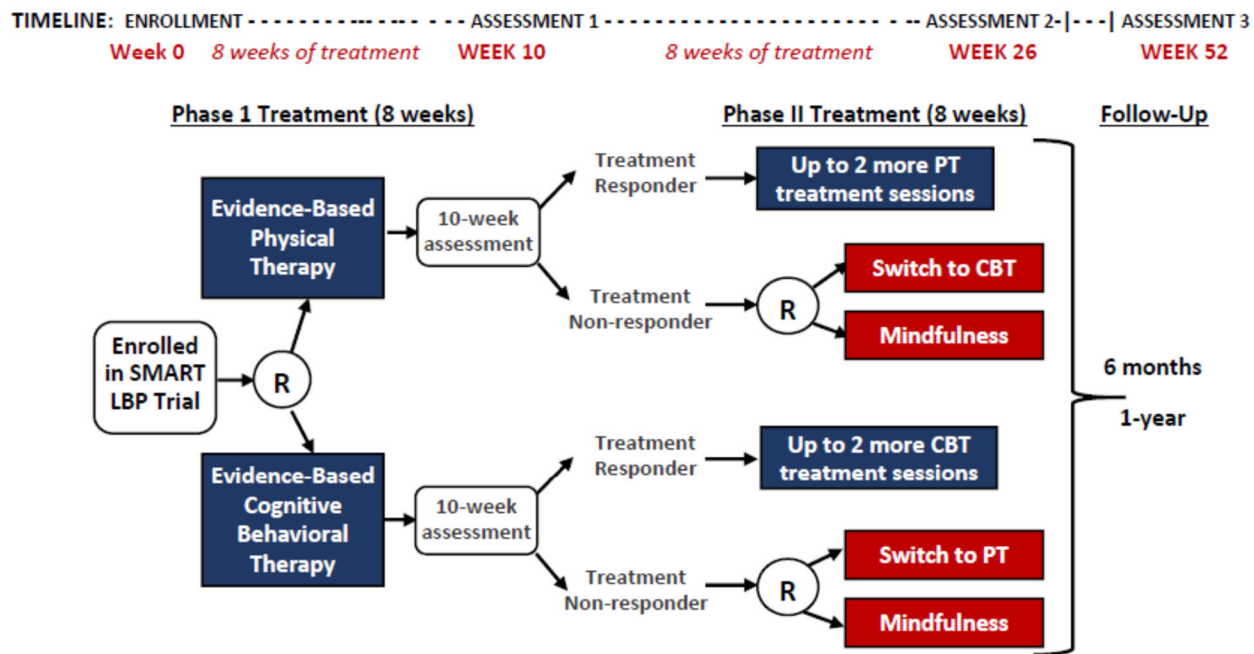 TIMELINE: ENROLLMENT ASSESSMENT 1 ASSESSMENT 2 ASSESSMENT 3
Week 0 8 weeks of treatment WEEK 10 8 weeks of treatment WEEK 26 WEEK 52
Phase 1 Treatment (8 weeks) Phase II Treatment (8 weeks) Follow-Up
Evidence-Based
Physical
Therapy
10-week
assessment
Treatment
Responder
Up to 2 more PT
treatment sessions
Treatment
Non-responder
R
Switch to CBT
Mindfulness
Enrolled
in SMART
LBP Trial
R
6 months
1-year
Evidence-Based
Cognitive
Behavioral
Therapy
10-week
assessment
Treatment
Responder
Up to 2 more CBT
treatment sessions
Treatment
Non-responder
R
Switch to PT
Mindfulness